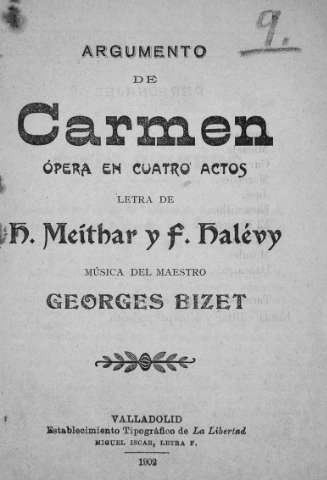 9.
ARGUMENTO
DE
Carmen
ÓPERA EN CUATRO ACTOS
LETRA DE
H. Meithar y F. Halévy
MÚSICA DEL MAESTRO
GEORGES BIZET
VALLADOLID
Establecimiento Tipográfico de La Libertad
MIGUEL ISCAR, LETRA F.
1902